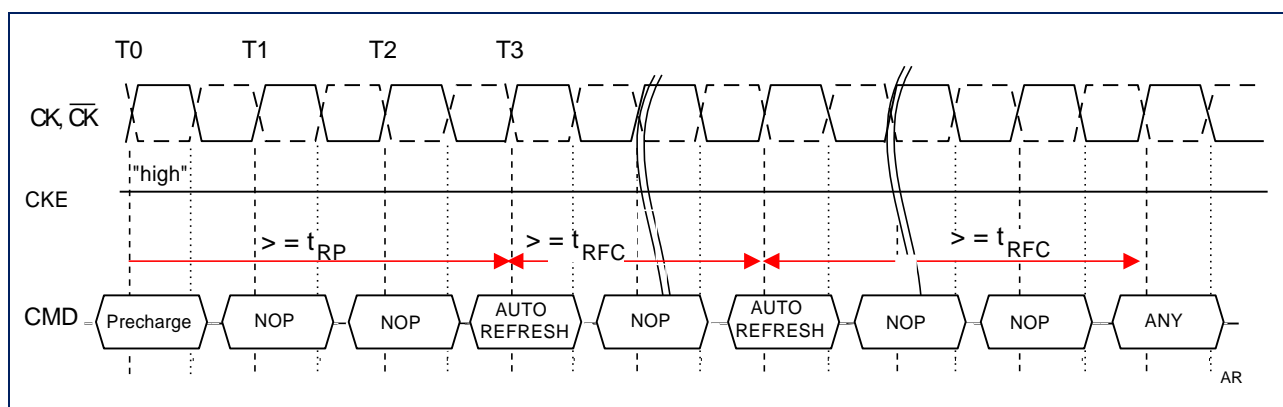 T0 T1 T2 T3
CK, C̅K̅
"high"
CKE
> = tRP > = tRFC > = tRFC
CMD Precharge NOP NOP AUTO REFRESH NOP AUTO REFRESH NOP NOP ANY
AR